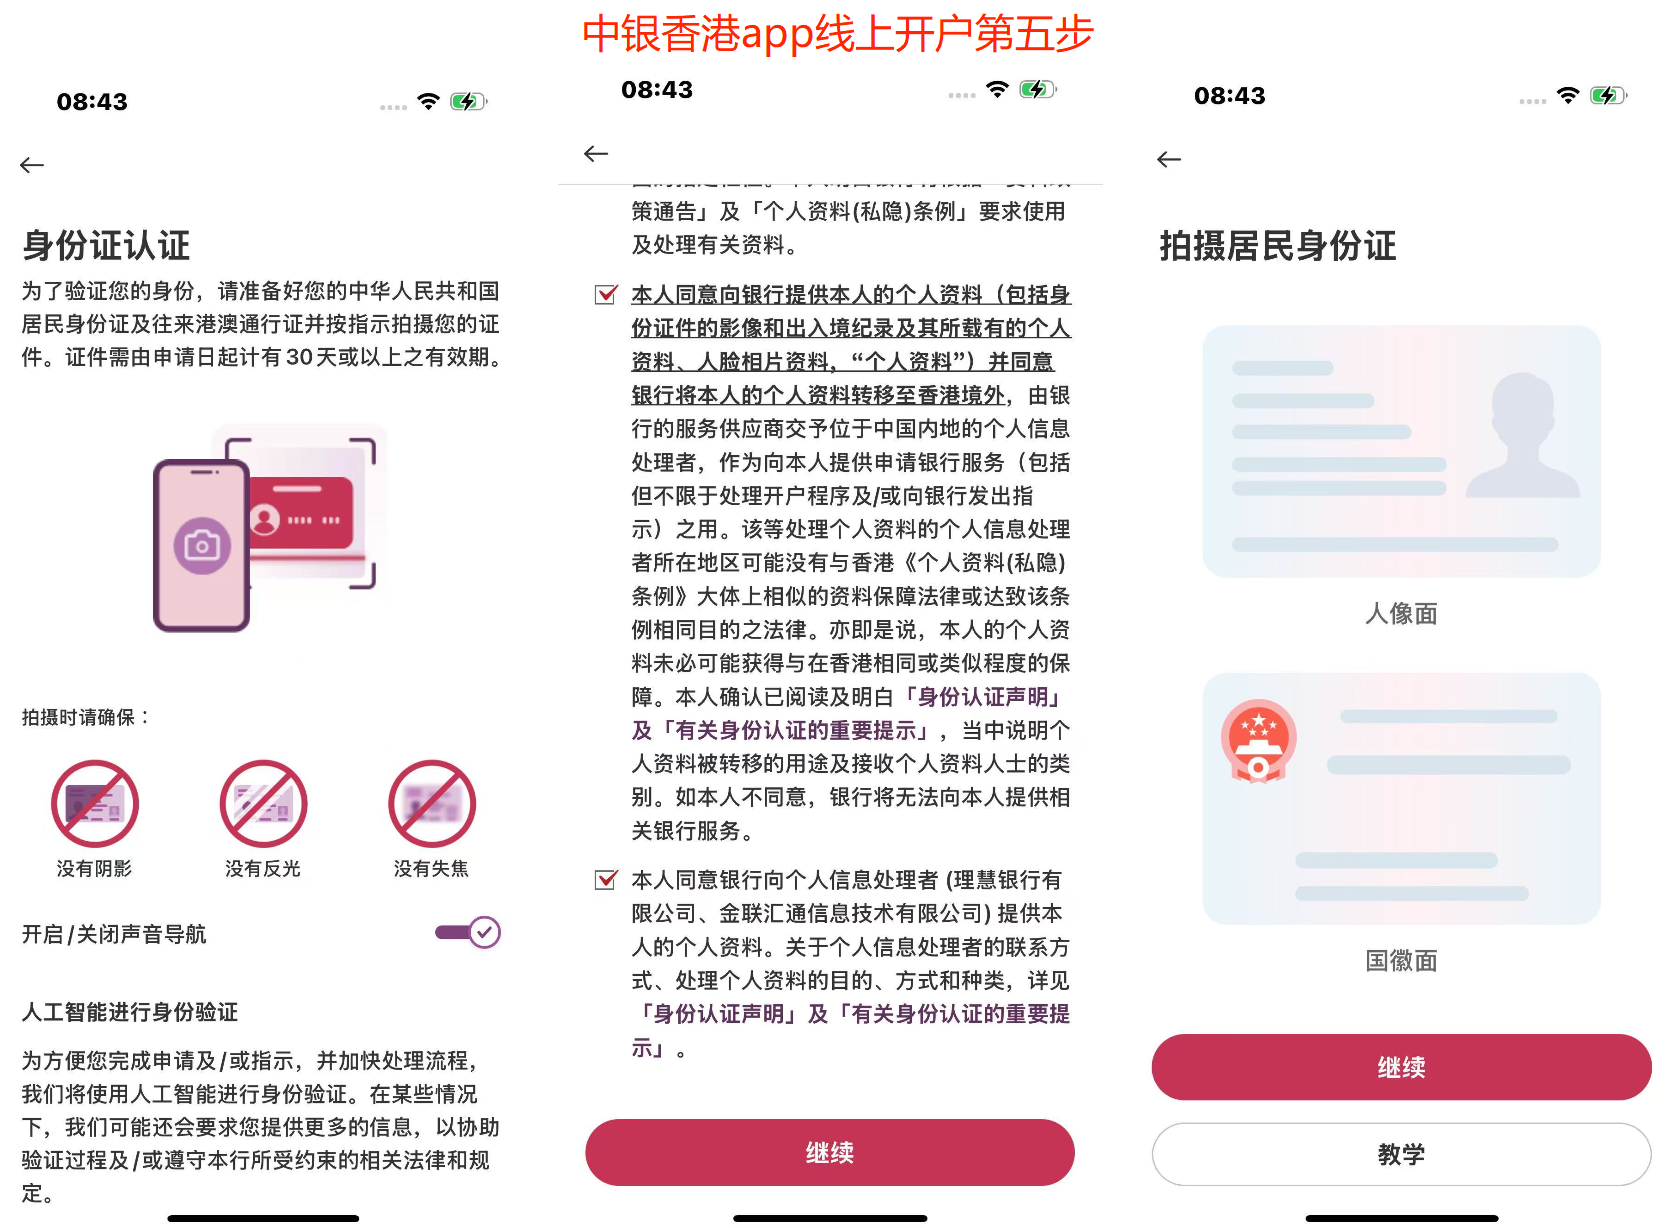 中银香港app线上开户第五步
08:43
身份证认证
为了验证您的身份，请准备好您的中华人民共和国
居民身份证及往来港澳通行证并按指示拍摄您的证
件。证件需由申请日起计有30天或以上之有效期。
拍摄时请确保：
没有阴影
没有反光
没有失焦
开启/关闭声音导航
人工智能进行身份验证
为方便您完成申请及/或指示，并加快处理流程，
我们将使用人工智能进行身份验证。在某些情况
下，我们可能还会要求您提供更多的信息，以协助
验证过程及/或遵守本行所受约束的相关法律和规
定。
08:43
策通告」及「个人资料(私隐)条例」要求使用
及处理有关资料。
本人同意向银行提供本人的个人资料（包括身
份证件的影像和出入境纪录及其所载有的个人
资料、人脸相片资料，“个人资料”）并同意
银行将本人的个人资料转移至香港境外，由银
行的服务供应商交予位于中国内地的个人信息
处理者，作为向本人提供申请银行服务（包括
但不限于处理开户程序及/或向银行发出指
示）之用。该等处理个人资料的个人信息处理
者所在地区可能没有与香港《个人资料(私隐)
条例》大体上相似的资料保障法律或达致该条
例相同目的之法律。亦即是说，本人的个人资
料未必可能获得与在香港相同或类似程度的保
障。本人确认已阅读及明白「身份认证声明」
及「有关身份认证的重要提示」，当中说明个
人资料被转移的用途及接收个人资料人士的类
别。如本人不同意，银行将无法向本人提供相
关银行服务。
本人同意银行向个人信息处理者 (理慧银行有
限公司、金联汇通信息技术有限公司) 提供本
人的个人资料。关于个人信息处理者的联系方
式、处理个人资料的目的、方式和种类，详见
「身份认证声明」及「有关身份认证的重要提
示」。
继续
08:43
拍摄居民身份证
人像面
国徽面
继续
教学